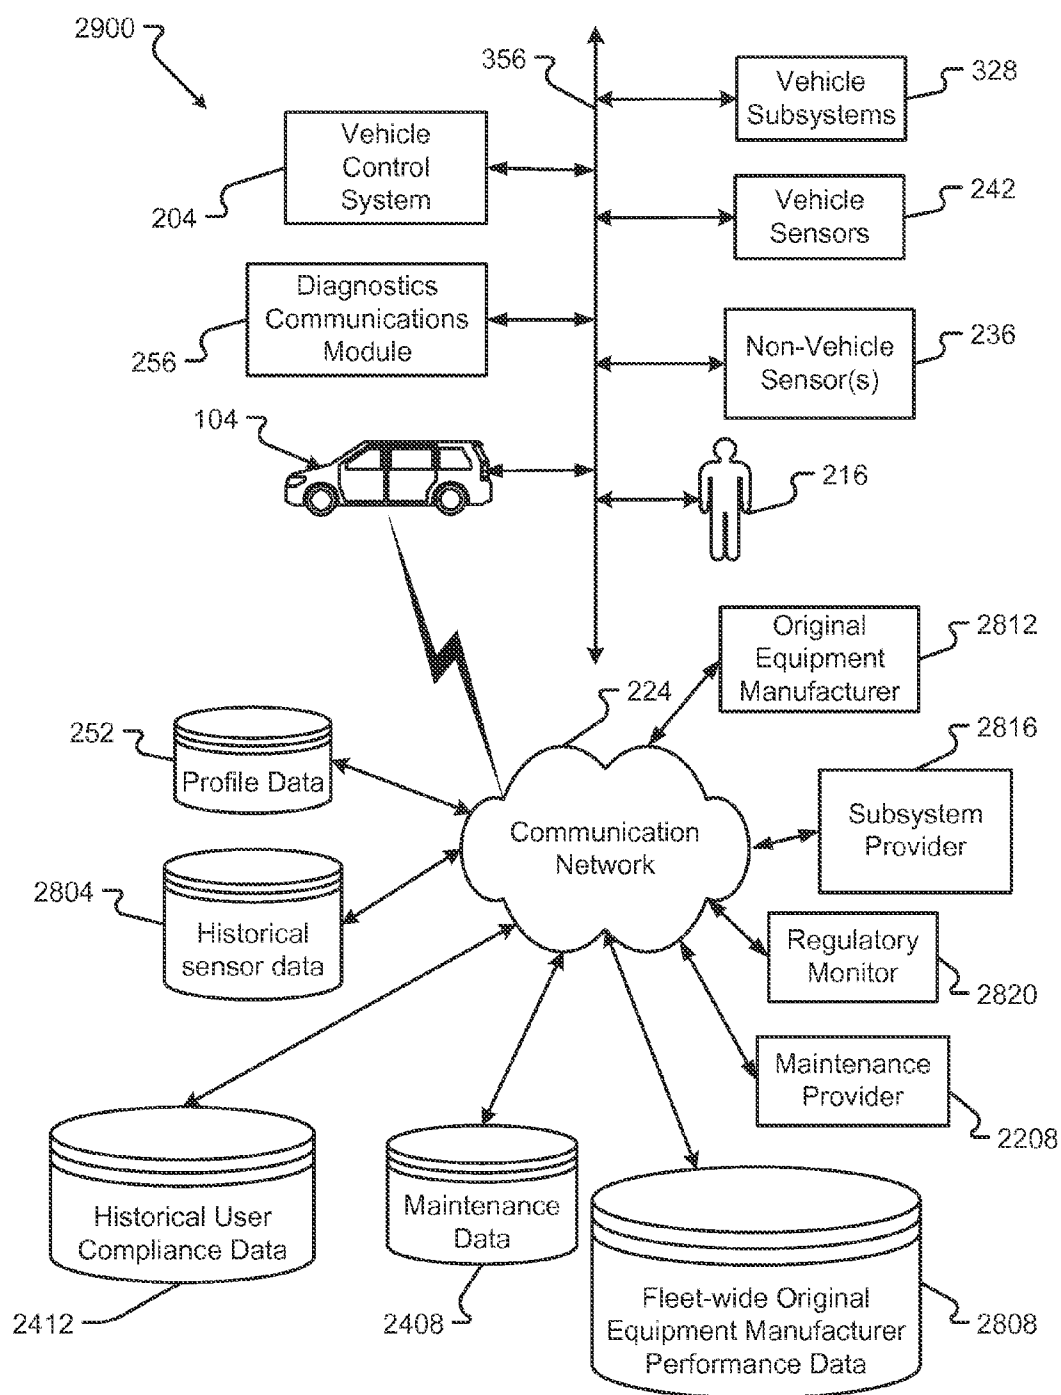 2900
356
Vehicle
Subsystems
328
Vehicle
Control
System
204
Vehicle
Sensors
242
Diagnostics
Communications
Module
256
Non-Vehicle
Sensor(s)
236
104
216
Original
Equipment
Manufacturer
2812
224
252
Profile Data
2816
Subsystem
Provider
Communication
Network
2804
Historical
sensor data
Regulatory
Monitor
2820
Maintenance
Provider
2208
Historical User
Compliance Data
2412
Maintenance
Data
2408
Fleet-wide Original
Equipment Manufacturer
Performance Data
2808